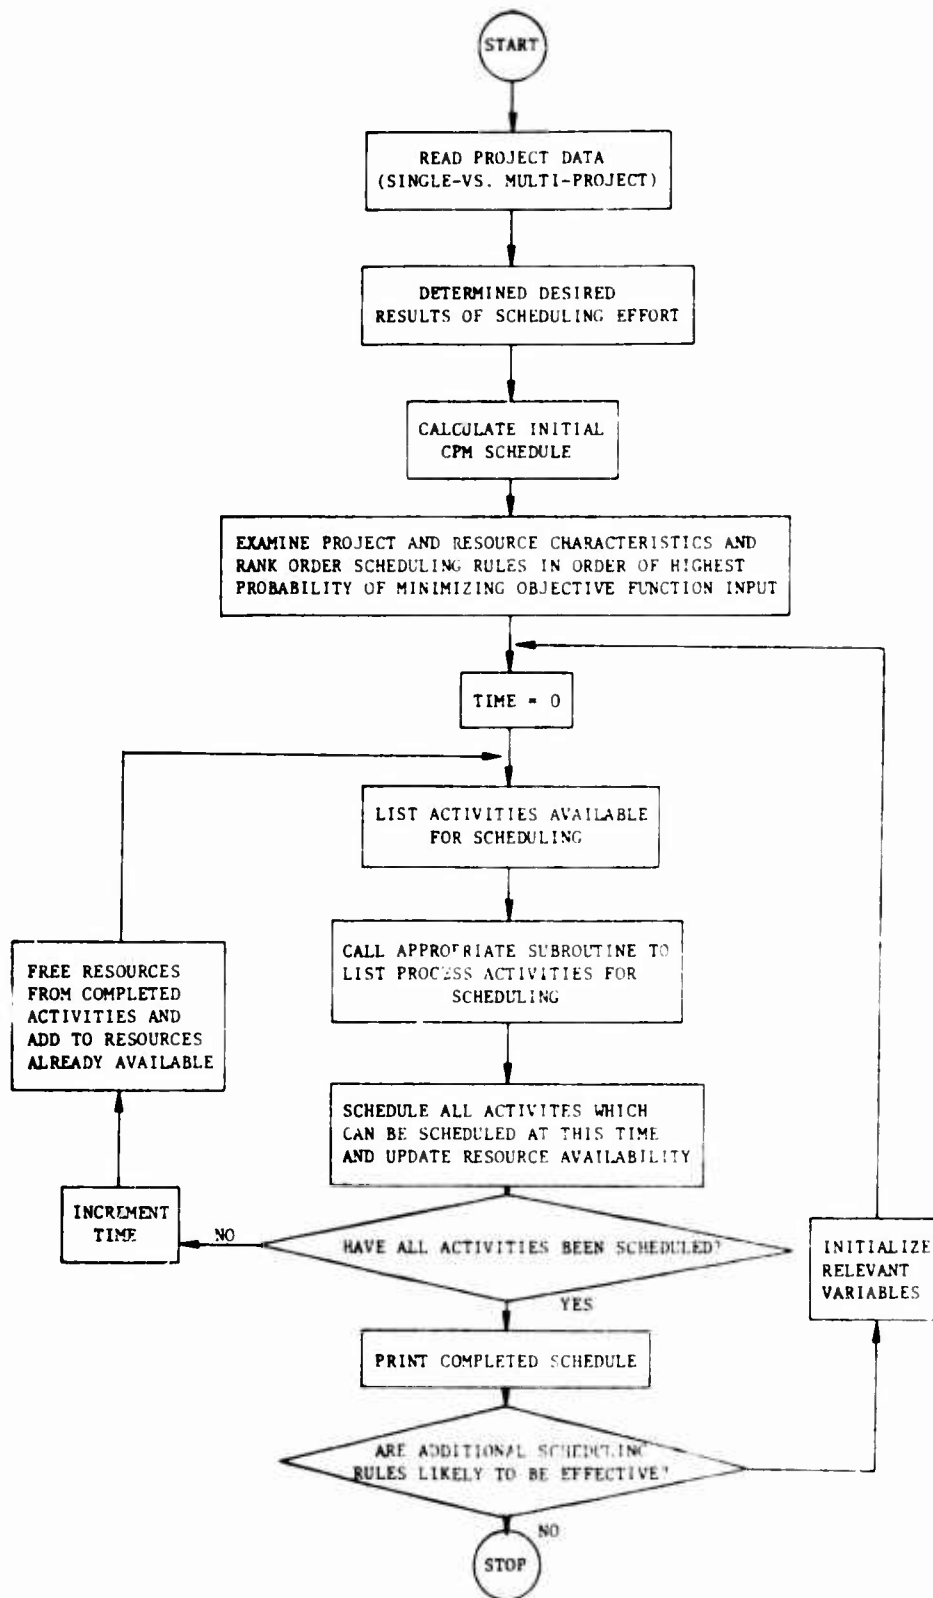 START
READ PROJECT DATA
(SINGLE-VS. MULTI-PROJECT)
DETERMINED DESIRED
RESULTS OF SCHEDULING EFFORT
CALCULATE INITIAL
CPM SCHEDULE
EXAMINE PROJECT AND RESOURCE CHARACTERISTICS AND
RANK ORDER SCHEDULING RULES IN ORDER OF HIGHEST
PROBABILITY OF MINIMIZING OBJECTIVE FUNCTION INPUT
TIME = 0
LIST ACTIVITIES AVAILABLE
FOR SCHEDULING
CALL APPROPRIATE SUBROUTINE TO
LIST PROCESS ACTIVITIES FOR
SCHEDULING
FREE RESOURCES
FROM COMPLETED
ACTIVITIES AND
ADD TO RESOURCES
ALREADY AVAILABLE
SCHEDULE ALL ACTIVITES WHICH
CAN BE SCHEDULED AT THIS TIME
AND UPDATE RESOURCE AVAILABILITY
INCREMENT
TIME
NO
HAVE ALL ACTIVITIES BEEN SCHEDULED?
INITIALIZE
RELEVANT
VARIABLES
YES
PRINT COMPLETED SCHEDULE
ARE ADDITIONAL SCHEDULING
RULES LIKELY TO BE EFFECTIVE?
NO
STOP